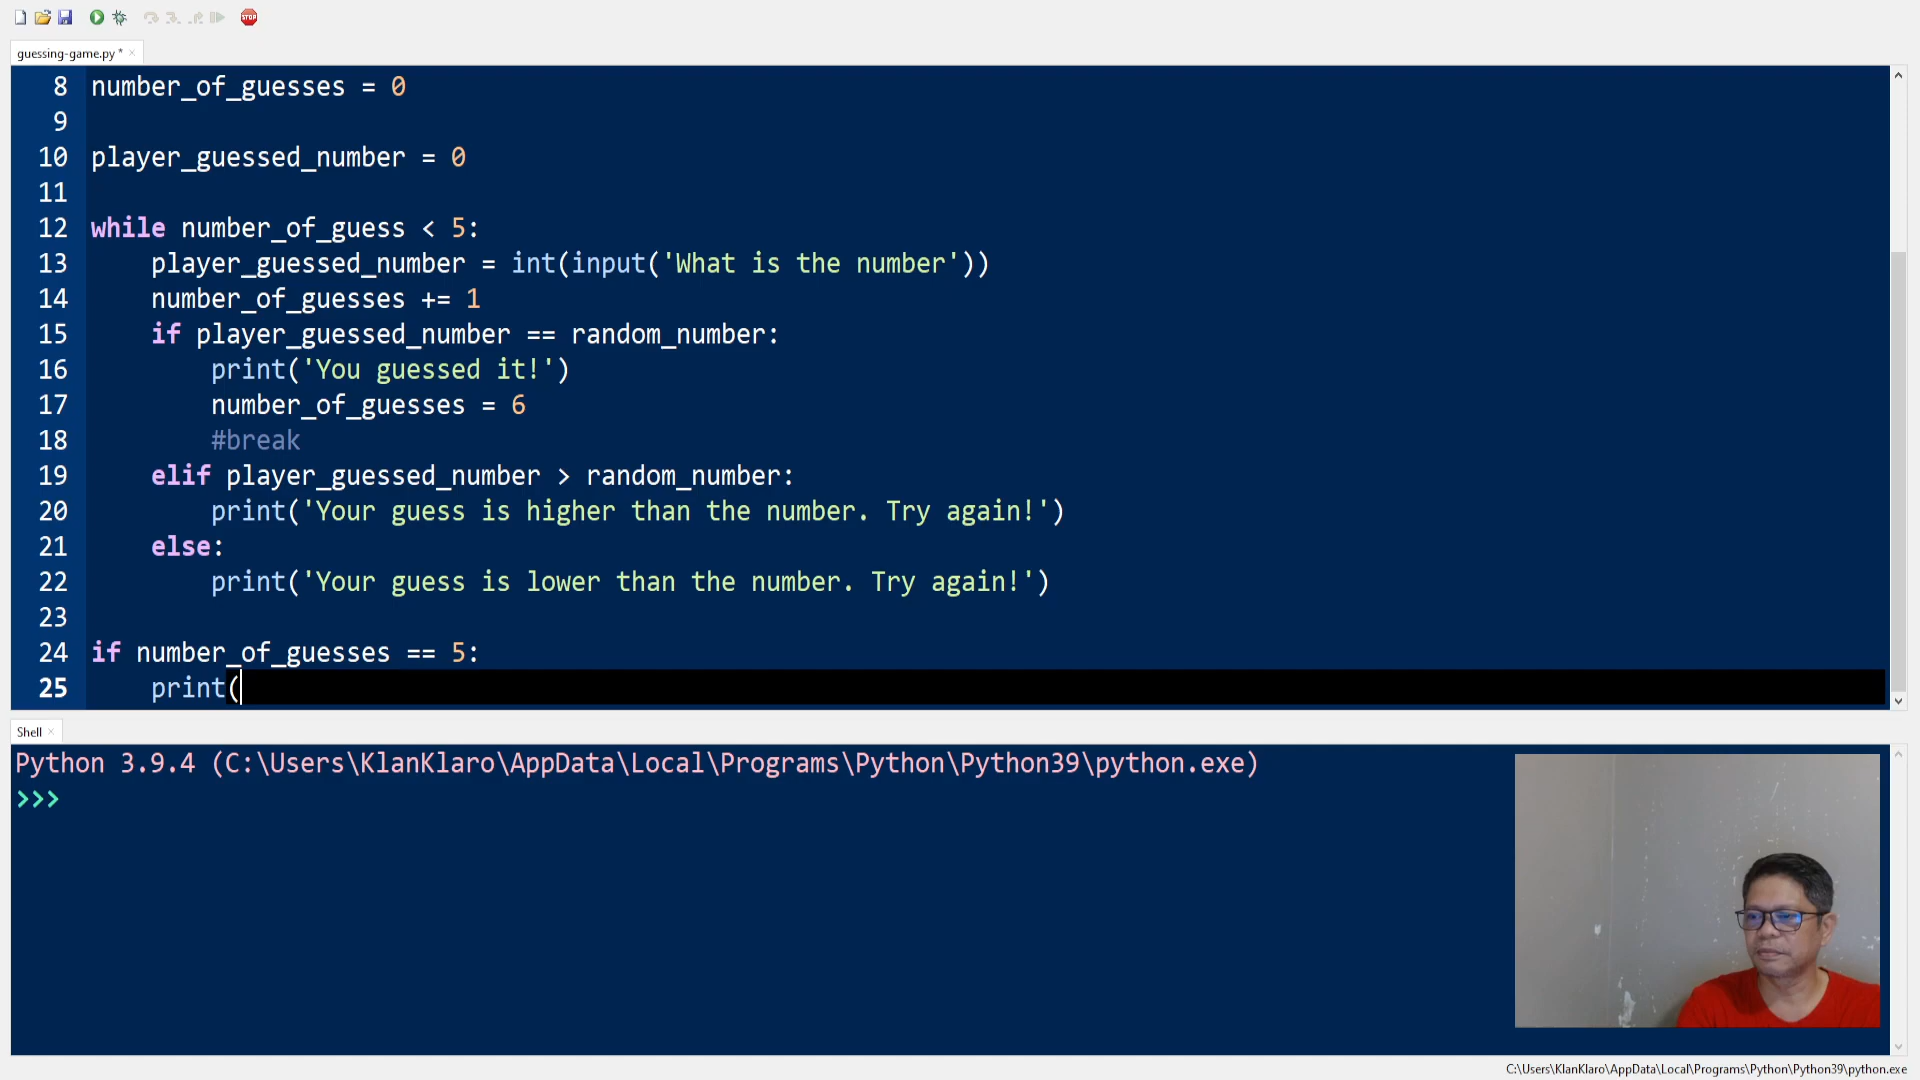 STOP
guessing-game.py * ×
8 number_of_guesses = 0
9
10 player_guessed_number = 0
11
12 while number_of_guess < 5:
13     player_guessed_number = int(input('What is the number'))
14     number_of_guesses += 1
15     if player_guessed_number == random_number:
16         print('You guessed it!')
17         number_of_guesses = 6
18         #break
19     elif player_guessed_number > random_number:
20         print('Your guess is higher than the number. Try again!')
21     else:
22         print('Your guess is lower than the number. Try again!')
23
24 if number_of_guesses == 5:
25     print(
Shell ×
Python 3.9.4 (C:\Users\KlanKlaro\AppData\Local\Programs\Python\Python39\python.exe)
>>>
C:\Users\KlanKlaro\AppData\Local\Programs\Python\Python39\python.exe